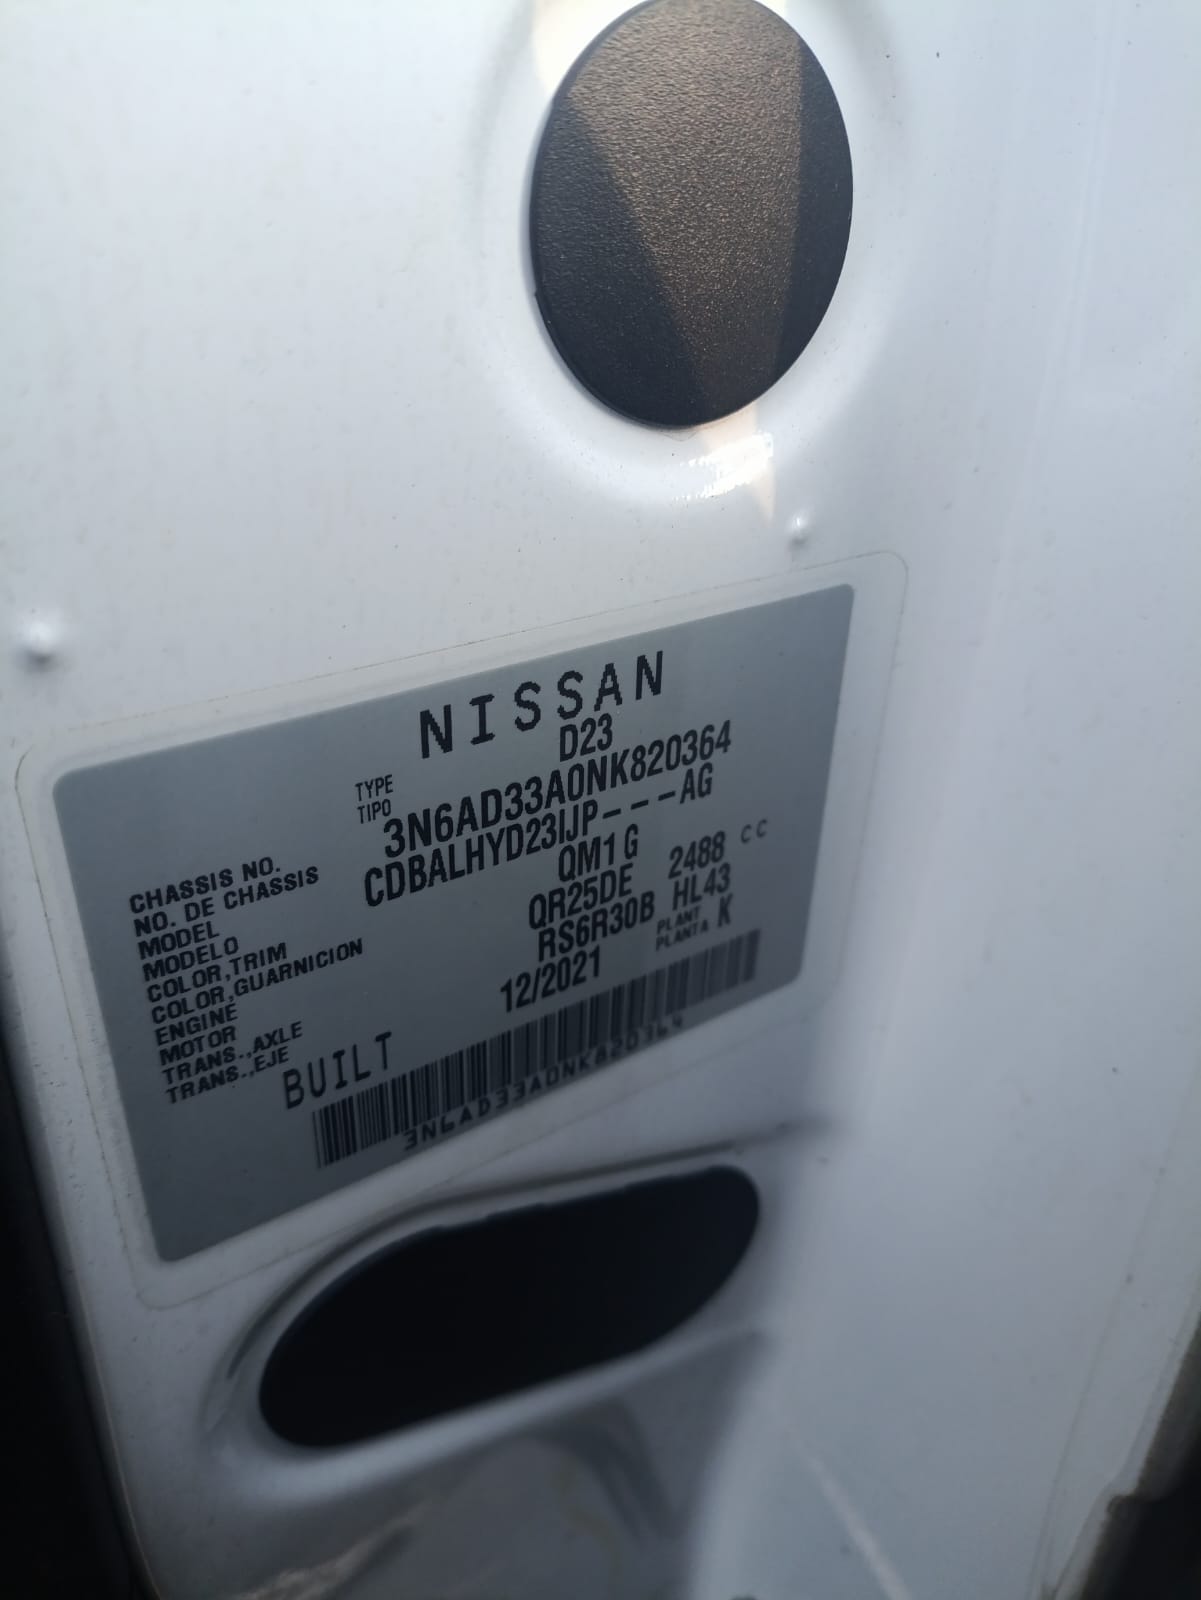 NISSAN
TYPE
TIPO
D23
CHASSIS NO.
NO. DE CHASSIS
3N6AD33A0NK820364
MODEL
MODELO
CDBALHYD23IJP---AG
COLOR,TRIM
COLOR,GUARNICION
QM1 G
ENGINE
MOTOR
QR25DE 2488 CC
TRANS.,AXLE
TRANS.,EJE
RS6R30B HL43
BUILT 12/2021
PLANT
PLANTA
K
3N6AD33A0NK820364